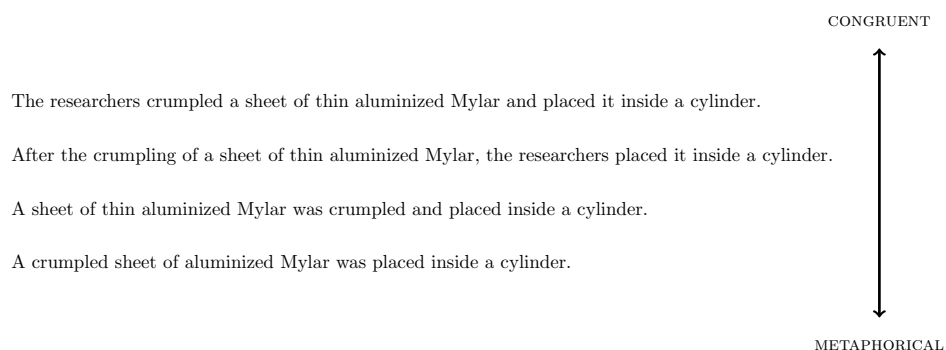 CONGRUENT
The researchers crumpled a sheet of thin aluminized Mylar and placed it inside a cylinder.
After the crumpling of a sheet of thin aluminized Mylar, the researchers placed it inside a cylinder.
A sheet of thin aluminized Mylar was crumpled and placed inside a cylinder.
A crumpled sheet of aluminized Mylar was placed inside a cylinder.
METAPHORICAL